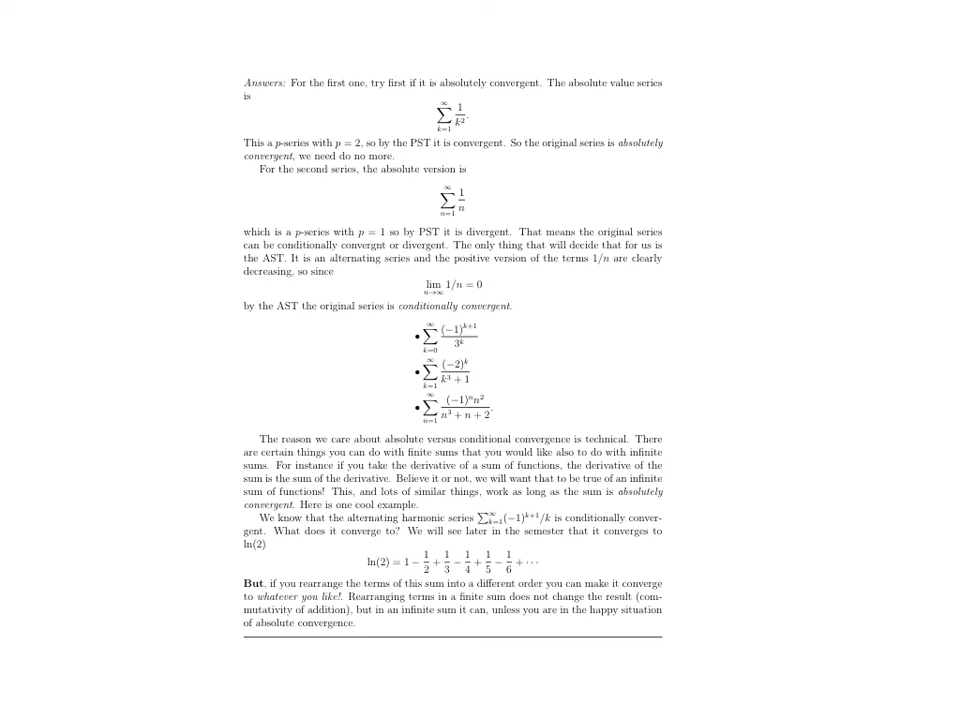 Answers: For the first one, try first if it is absolutely convergent. The absolute value series
is
∑_{k=1}^{∞} 1/k².
This a p-series with p = 2, so by the PST it is convergent. So the original series is absolutely
convergent, we need do no more.
For the second series, the absolute version is
∑_{n=1}^{∞} 1/n
which is a p-series with p = 1 so by PST it is divergent. That means the original series
can be conditionally convergnt or divergent. The only thing that will decide that for us is
the AST. It is an alternating series and the positive version of the terms 1/n are clearly
decreasing, so since
lim_{n→∞} 1/n = 0
by the AST the original series is conditionally convergent.
• ∑_{k=0}^{∞} (−1)^{k+1}/3^k
• ∑_{k=1}^{∞} (−2)^k/(k³ + 1)
• ∑_{n=1}^{∞} (−1)^n n²/(n³ + n + 2).
The reason we care about absolute versus conditional convergence is technical. There
are certain things you can do with finite sums that you would like also to do with infinite
sums. For instance if you take the derivative of a sum of functions, the derivative of the
sum is the sum of the derivative. Believe it or not, we will want that to be true of an infinite
sum of functions! This, and lots of similar things, work as long as the sum is absolutely
convergent. Here is one cool example.
We know that the alternating harmonic series ∑_{k=1}^{∞}(−1)^{k+1}/k is conditionally conver-
gent. What does it converge to? We will see later in the semester that it converges to
ln(2)
ln(2) = 1 − 1/2 + 1/3 − 1/4 + 1/5 − 1/6 + ···
But, if you rearrange the terms of this sum into a different order you can make it converge
to whatever you like!. Rearranging terms in a finite sum does not change the result (com-
mutativity of addition), but in an infinite sum it can, unless you are in the happy situation
of absolute convergence.